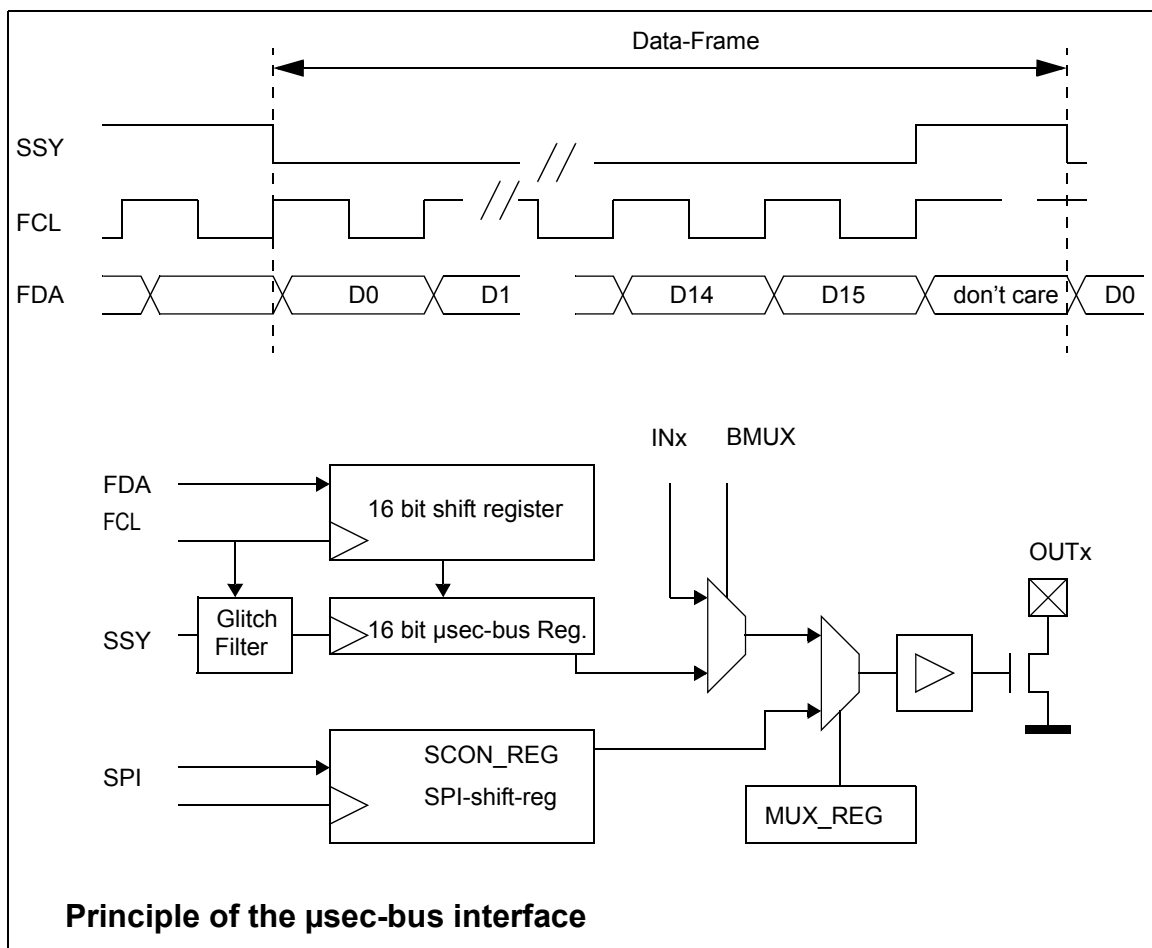 Data-Frame
SSY
FCL
FDA
D0
D1
D14
D15
don't care
D0
INx
BMUX
FDA
FCL
16 bit shift register
OUTx
SSY
Glitch
Filter
16 bit µsec-bus Reg.
SPI
SCON_REG
SPI-shift-reg
MUX_REG
Principle of the µsec-bus interface